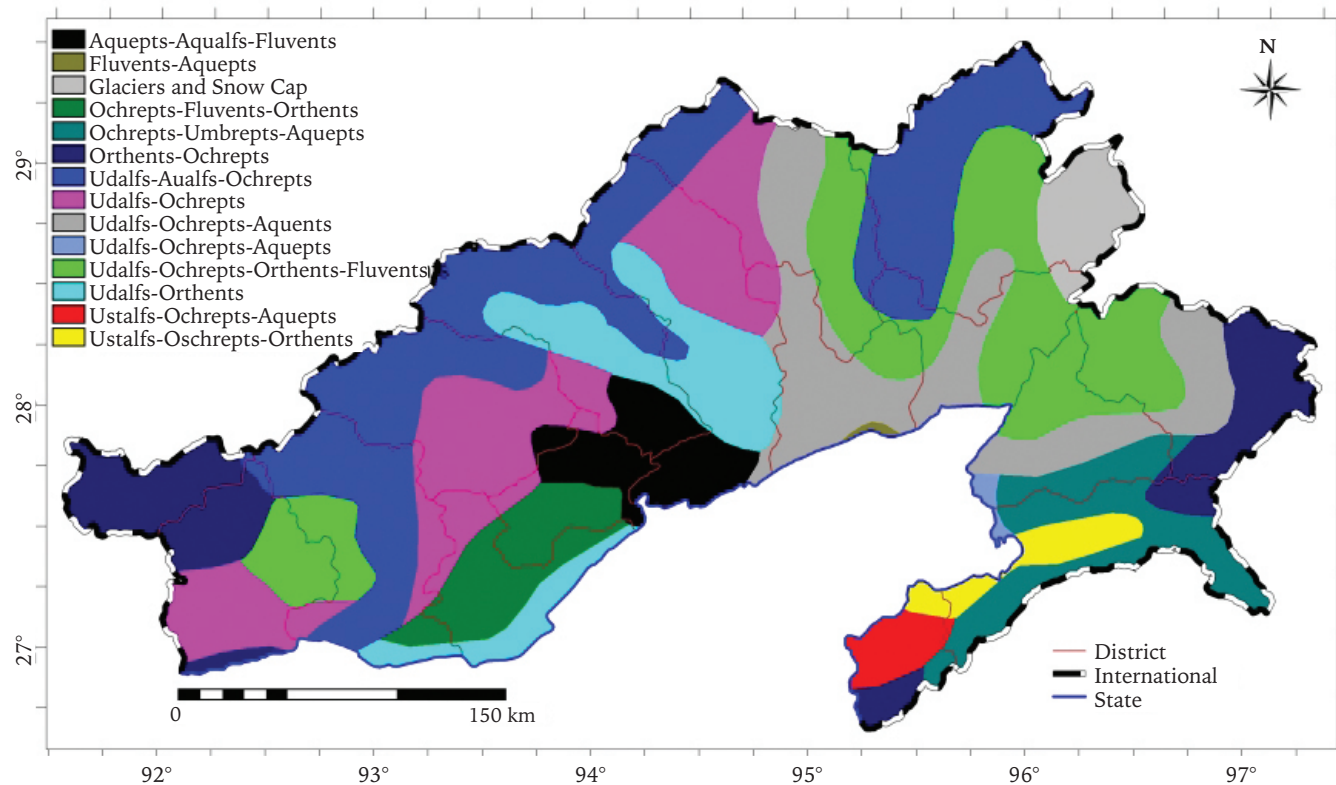 Aquepts-Aqualfs-Fluvents
Fluvents-Aquepts
Glaciers and Snow Cap
Ochrepts-Fluvents-Orthents
Ochrepts-Umbrepts-Aquepts
Orthents-Ochrepts
Udalfs-Aualfs-Ochrepts
Udalfs-Ochrepts
Udalfs-Ochrepts-Aquents
Udalfs-Ochrepts-Aquepts
Udalfs-Ochrepts-Orthents-Fluvents
Udalfs-Orthents
Ustalfs-Ochrepts-Aquepts
Ustalfs-Oschrepts-Orthents
N
29°
28°
27°
District
International
State
0 150 km
92° 93° 94° 95° 96° 97°